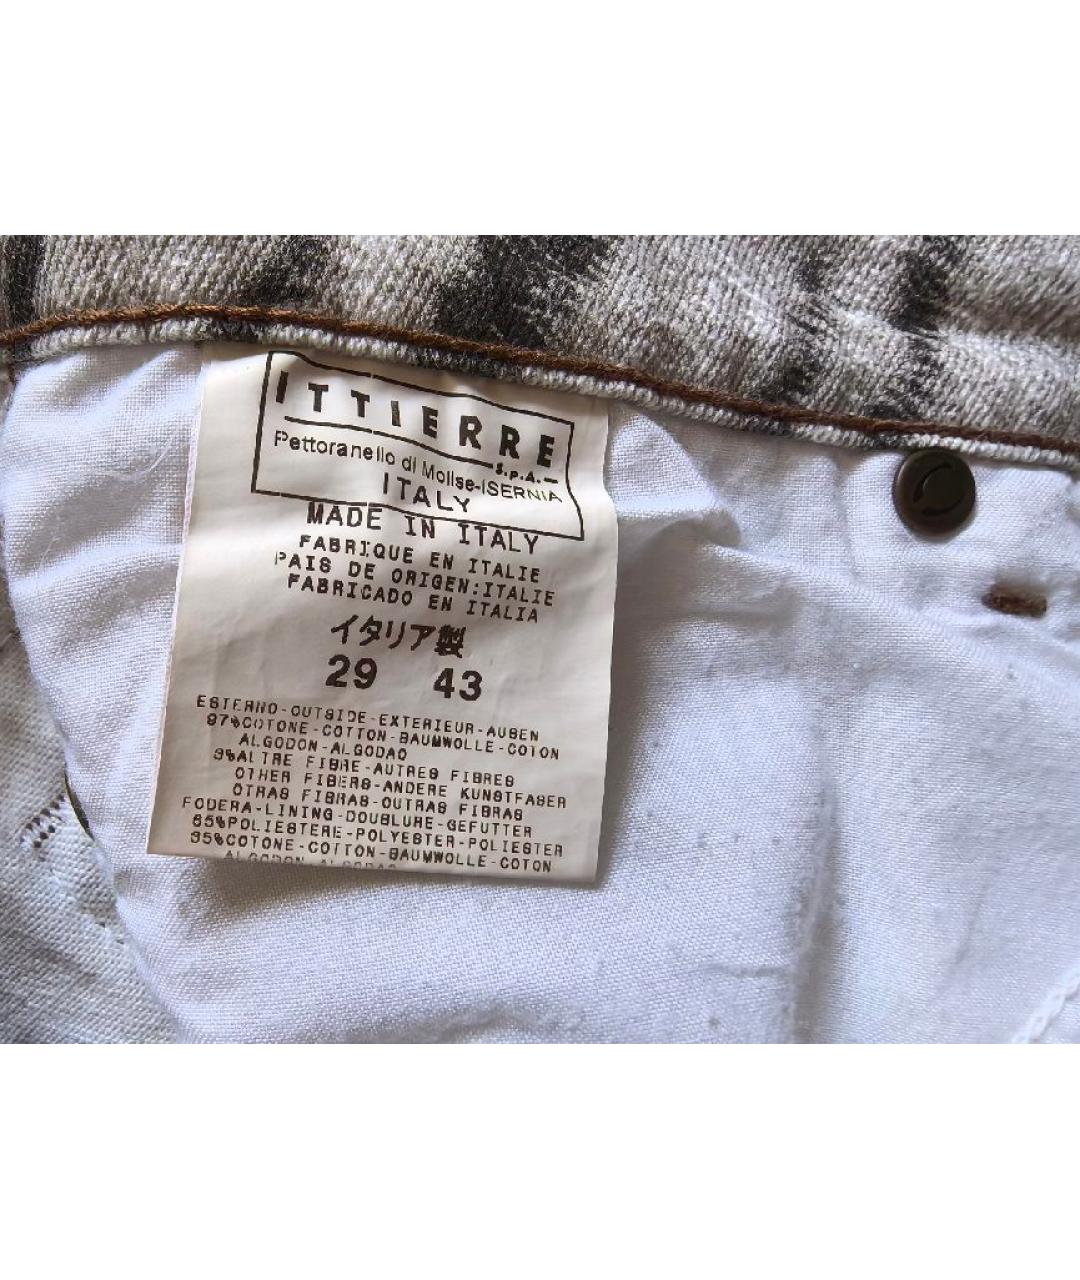 ITTIERRE
S.p.A.
Pettoranello di Molise-ISERNIA
ITALY
MADE IN ITALY
FABRIQUE EN ITALIE
PAIS DE ORIGEN:ITALIE
FABRICADO EN ITALIA
イタリア製
29 43
ESTERNO-OUTSIDE-EXTERIEUR-AUBEN
97%COTONE-COTTON-BAUMWOLLE-COTON
ALGODON-ALGODAO
3%ALTRE FIBRE-AUTRES FIBRES
OTHER FIBERS-ANDERE KUNSTFASER
OTRAS FIBRAS-OUTRAS FIBRAS
FODERA-LINING-DOUBLURE-GEFUTTER
65%POLIESTERE-POLYESTER-POLIESTER
35%COTONE-COTTON-BAUMWOLLE-COTON
ALGODON-ALGODAO